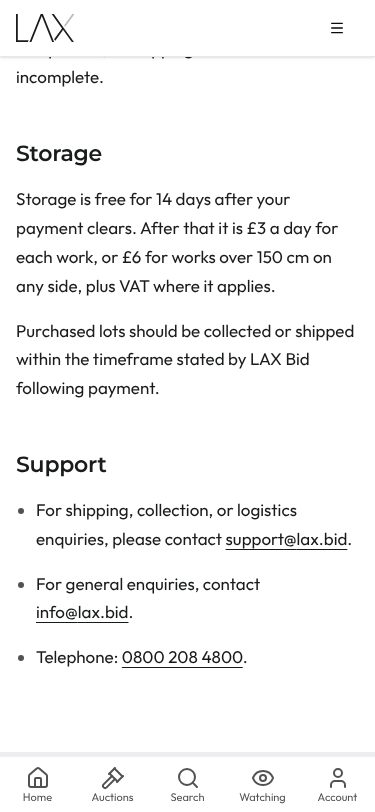 LAX
incomplete.
Storage
Storage is free for 14 days after your
payment clears. After that it is £3 a day for
each work, or £6 for works over 150 cm on
any side, plus VAT where it applies.
Purchased lots should be collected or shipped
within the timeframe stated by LAX Bid
following payment.
Support
For shipping, collection, or logistics
enquiries, please contact support@lax.bid.
For general enquiries, contact
info@lax.bid.
Telephone: 0800 208 4800.
Home Auctions Search Watching Account